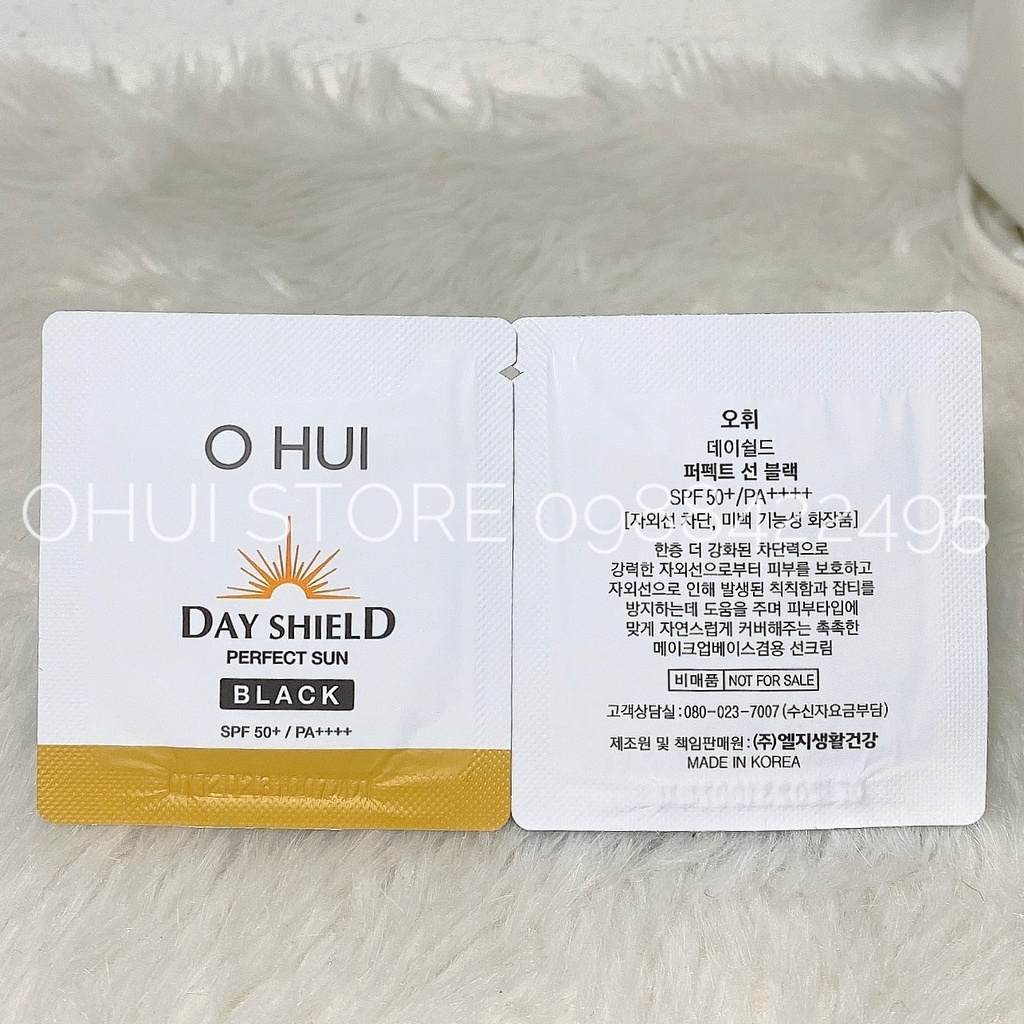 O HUI
DAY SHIELD
PERFECT SUN
BLACK
SPF 50+ / PA++++
오휘
데이쉴드
퍼펙트 선 블랙
SPF 50+/PA++++
[자외선 차단, 미백 기능성 화장품]
한층 더 강화된 차단력으로
강력한 자외선으로부터 피부를 보호하고
자외선으로 인해 발생된 칙칙함과 잡티를
방지하는데 도움을 주며 피부타입에
맞게 자연스럽게 커버해주는 촉촉한
메이크업베이스겸용 선크림
비매품 NOT FOR SALE
고객상담실 : 080-023-7007 (수신자요금부담)
제조원 및 책임판매원 : (주)엘지생활건강
MADE IN KOREA
OHUI STORE 0988422495